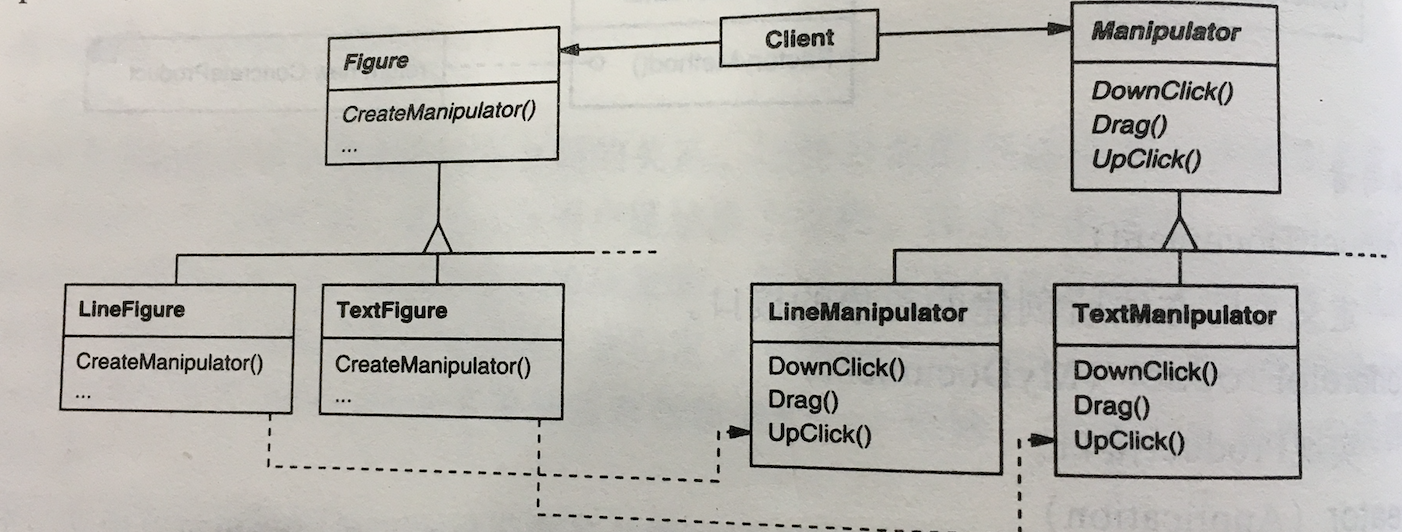 Client
Figure
CreateManipulator()
...
Manipulator
DownClick()
Drag()
UpClick()
LineFigure
CreateManipulator()
...
TextFigure
CreateManipulator()
...
LineManipulator
DownClick()
Drag()
UpClick()
TextManipulator
DownClick()
Drag()
UpClick()